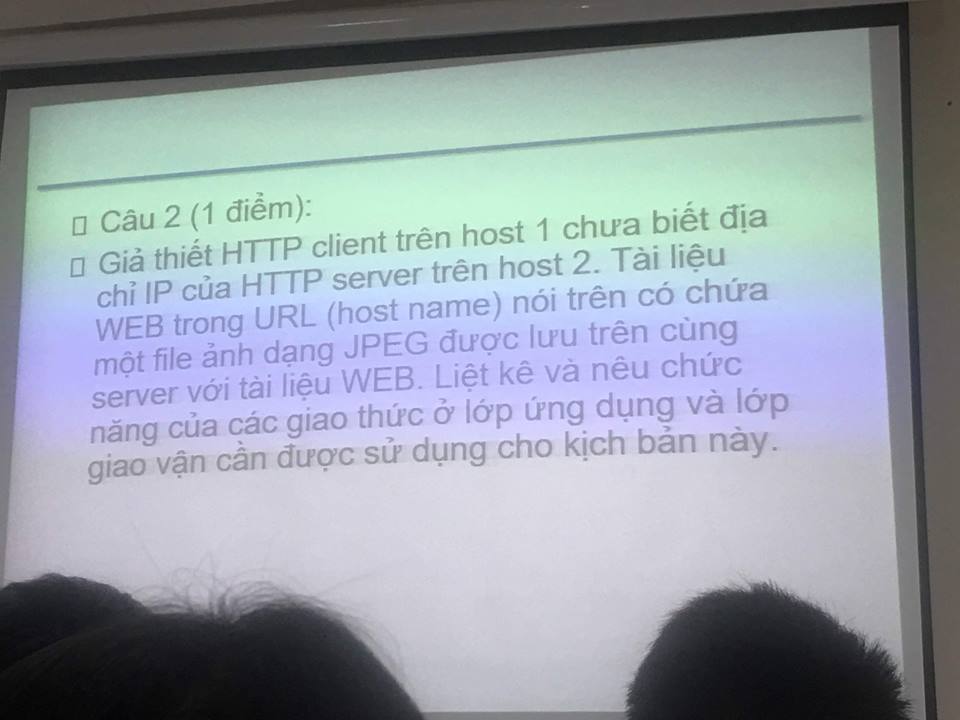 Câu 2 (1 điểm):
Giả thiết HTTP client trên host 1 chưa biết địa
chỉ IP của HTTP server trên host 2. Tài liệu
WEB trong URL (host name) nói trên có chứa
một file ảnh dạng JPEG được lưu trên cùng
server với tài liệu WEB. Liệt kê và nêu chức
năng của các giao thức ở lớp ứng dụng và lớp
giao vận cần được sử dụng cho kịch bản này.